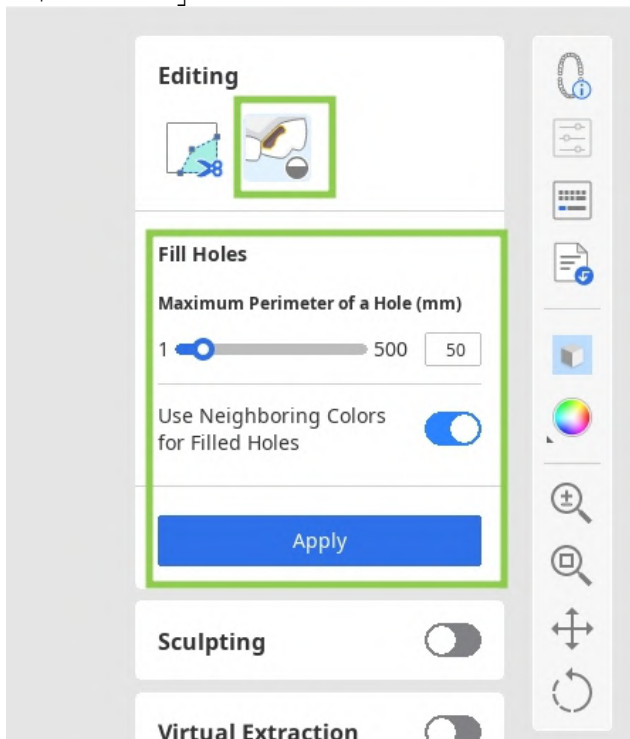 Editing
Fill Holes
Maximum Perimeter of a Hole (mm)
1 500 50
Use Neighboring Colors
for Filled Holes
Apply
Sculpting
Virtual Extraction